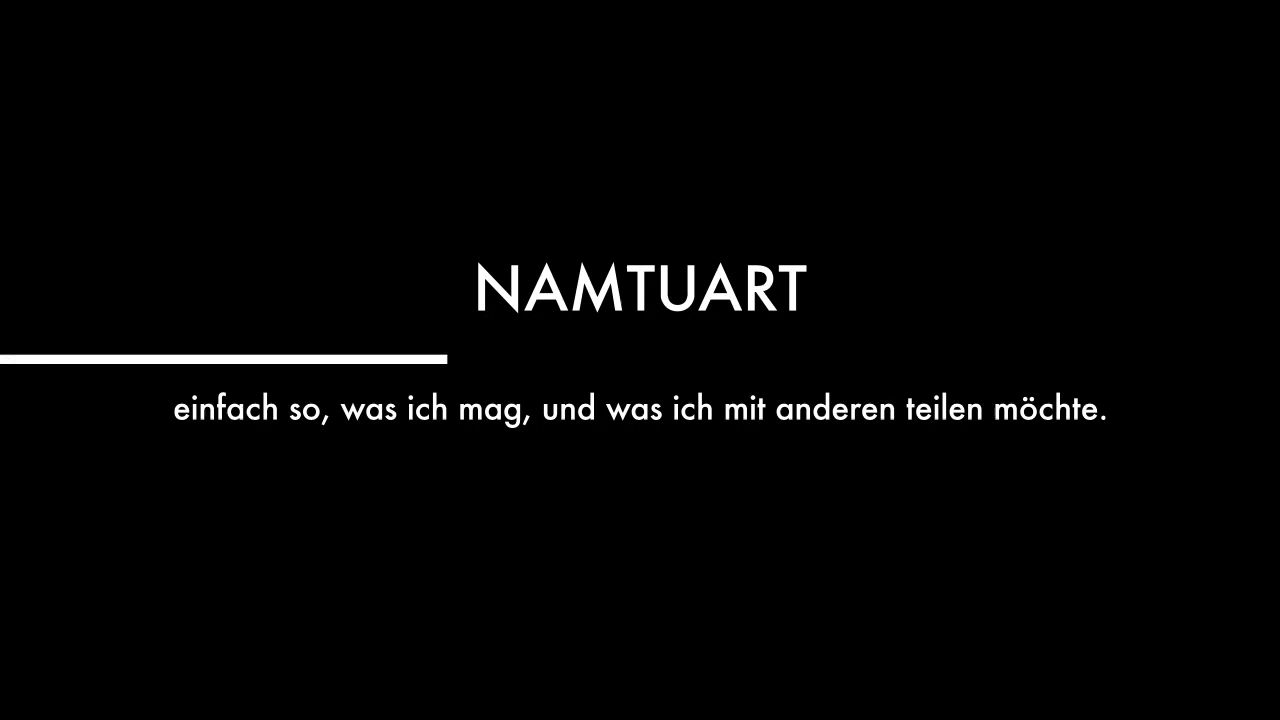 NAMTUART
einfach so, was ich mag, und was ich mit anderen teilen möchte.